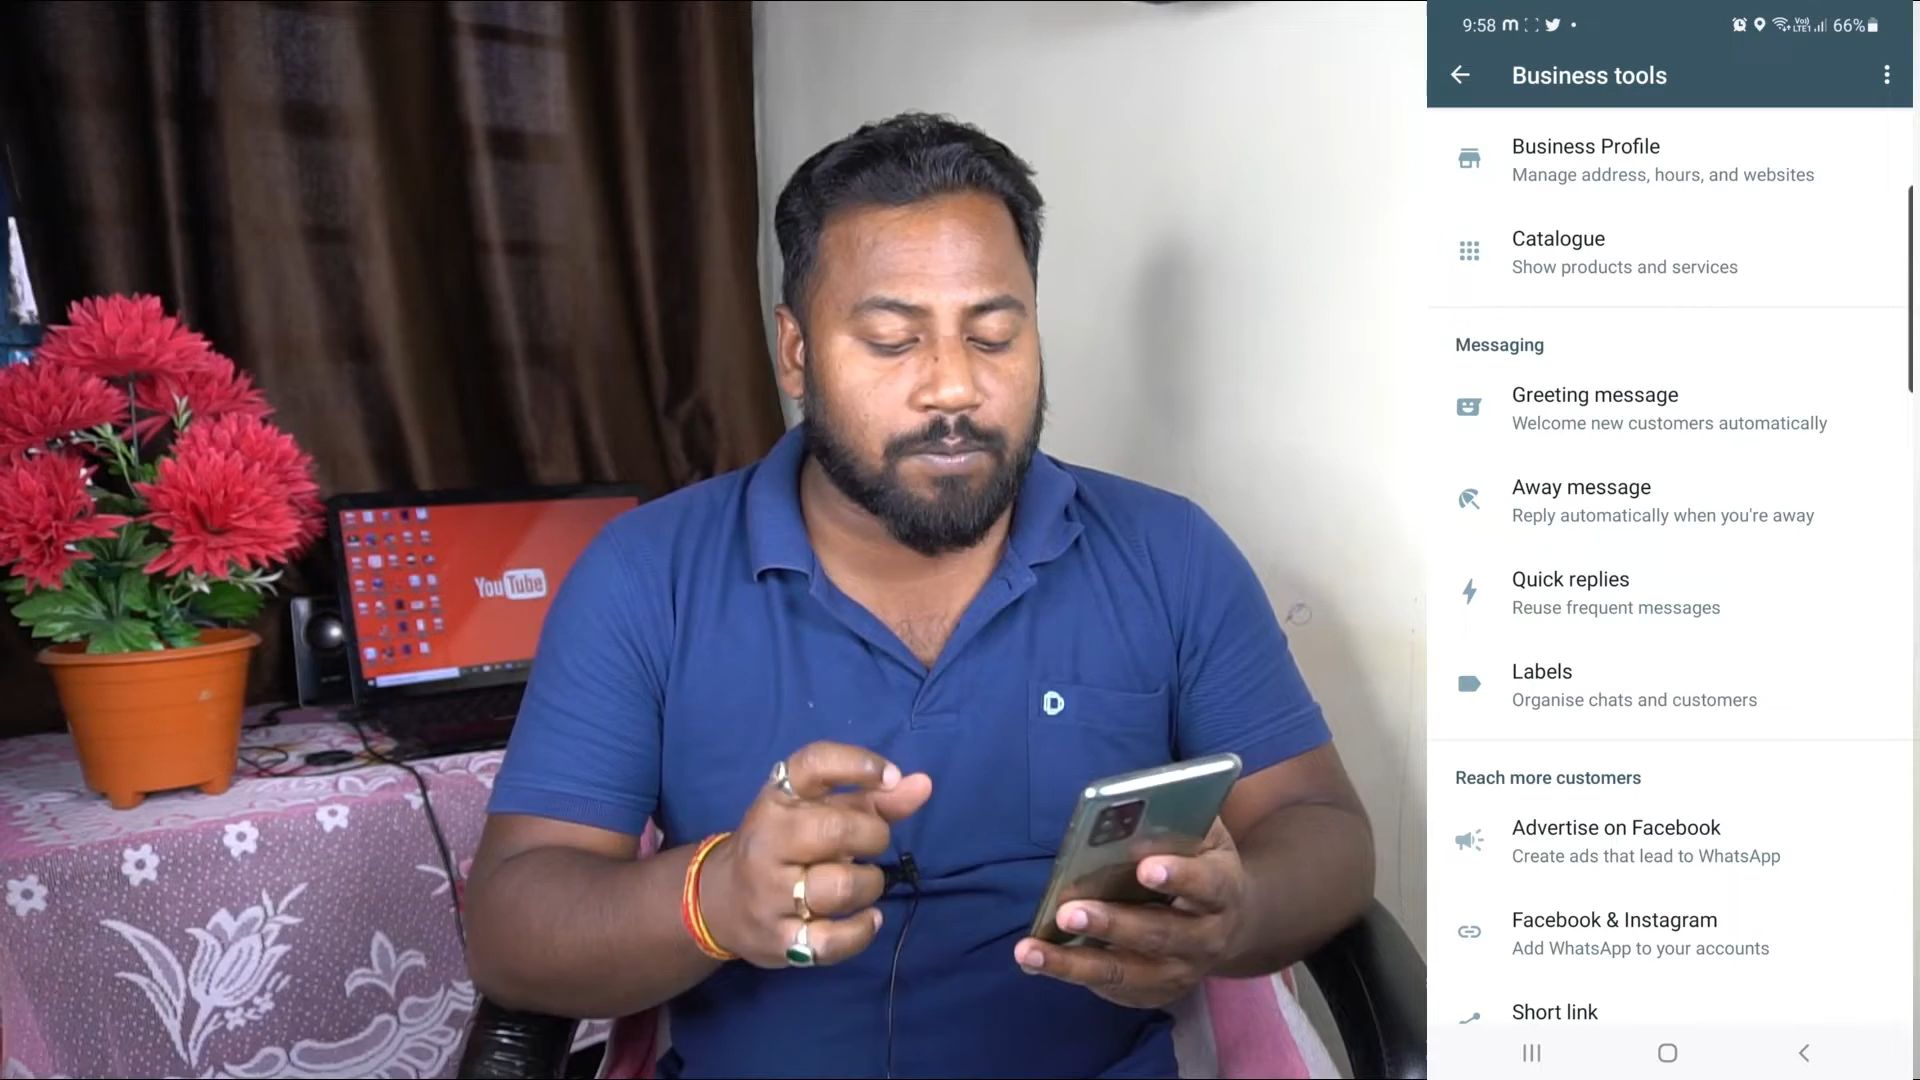 9:58
66%
Business tools
Business Profile
Manage address, hours, and websites
Catalogue
Show products and services
Messaging
Greeting message
Welcome new customers automatically
Away message
Reply automatically when you're away
Quick replies
Reuse frequent messages
Labels
Organise chats and customers
Reach more customers
Advertise on Facebook
Create ads that lead to WhatsApp
Facebook & Instagram
Add WhatsApp to your accounts
Short link
YouTube